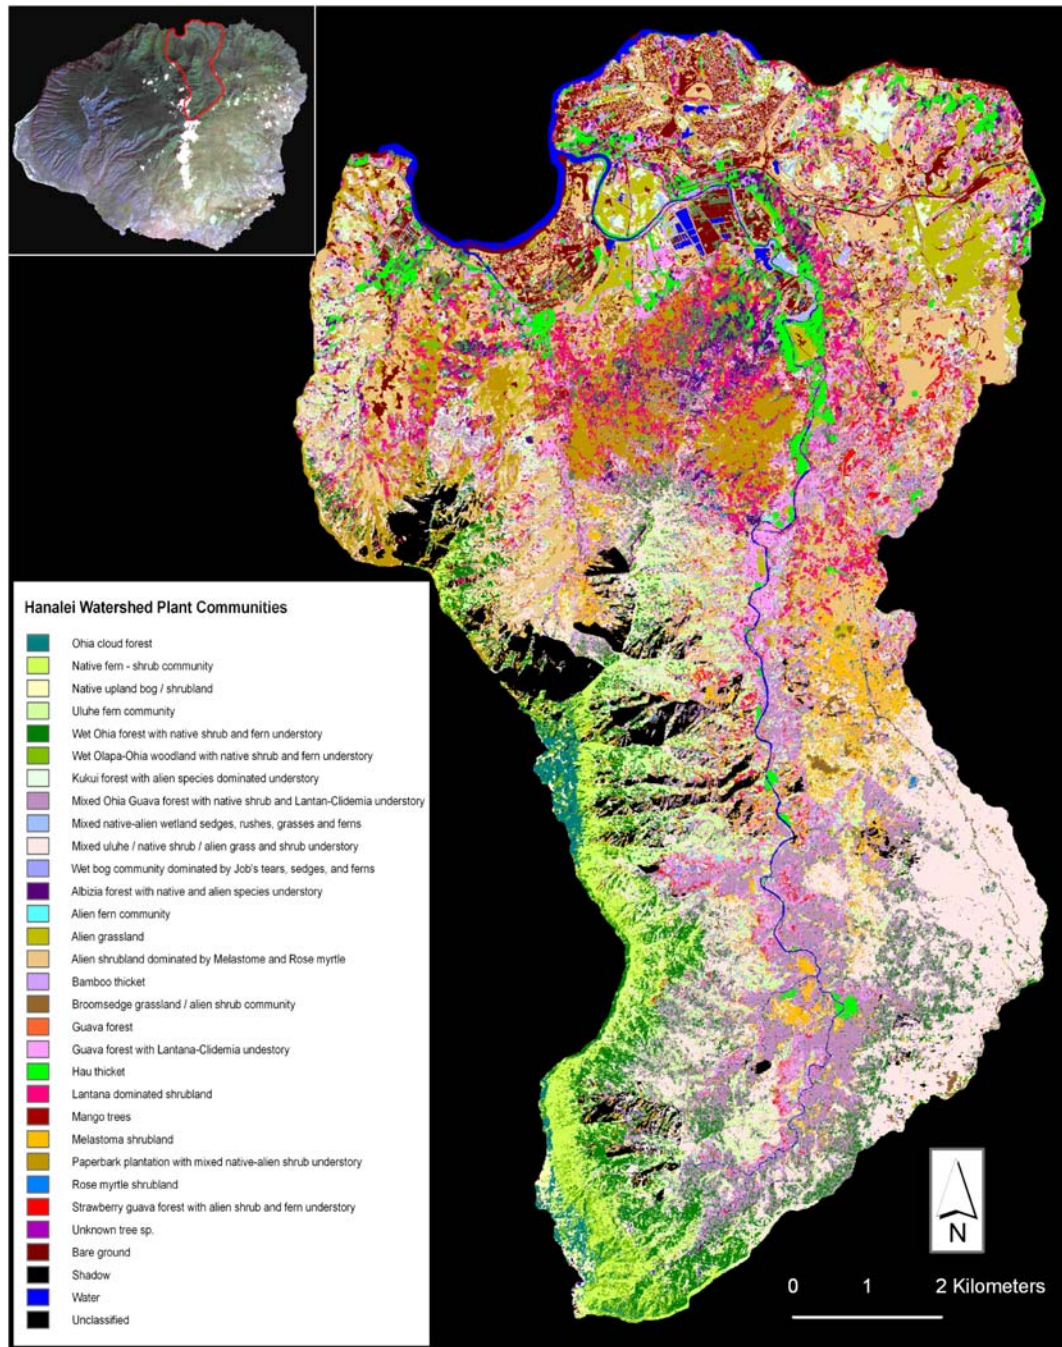 Hanalei Watershed Plant Communities
Ohia cloud forest
Native fern - shrub community
Native upland bog / shrubland
Uluhe fern community
Wet Ohia forest with native shrub and fern understory
Wet Olapa-Ohia woodland with native shrub and fern understory
Kukui forest with alien species dominated understory
Mixed Ohia Guava forest with native shrub and Lantan-Clidemia understory
Mixed native-alien wetland sedges, rushes, grasses and ferns
Mixed uluhe / native shrub / alien grass and shrub understory
Wet bog community dominated by Job's tears, sedges, and ferns
Albizia forest with native and alien species understory
Alien fern community
Alien grassland
Alien shrubland dominated by Melastome and Rose myrtle
Bamboo thicket
Broomsedge grassland / alien shrub community
Guava forest
Guava forest with Lantana-Clidemia undestory
Hau thicket
Lantana dominated shrubland
Mango trees
Melastoma shrubland
Paperbark plantation with mixed native-alien shrub understory
Rose myrtle shrubland
Strawberry guava forest with alien shrub and fern understory
Unknown tree sp.
Bare ground
Shadow
Water
Unclassified
N
0 1 2 Kilometers